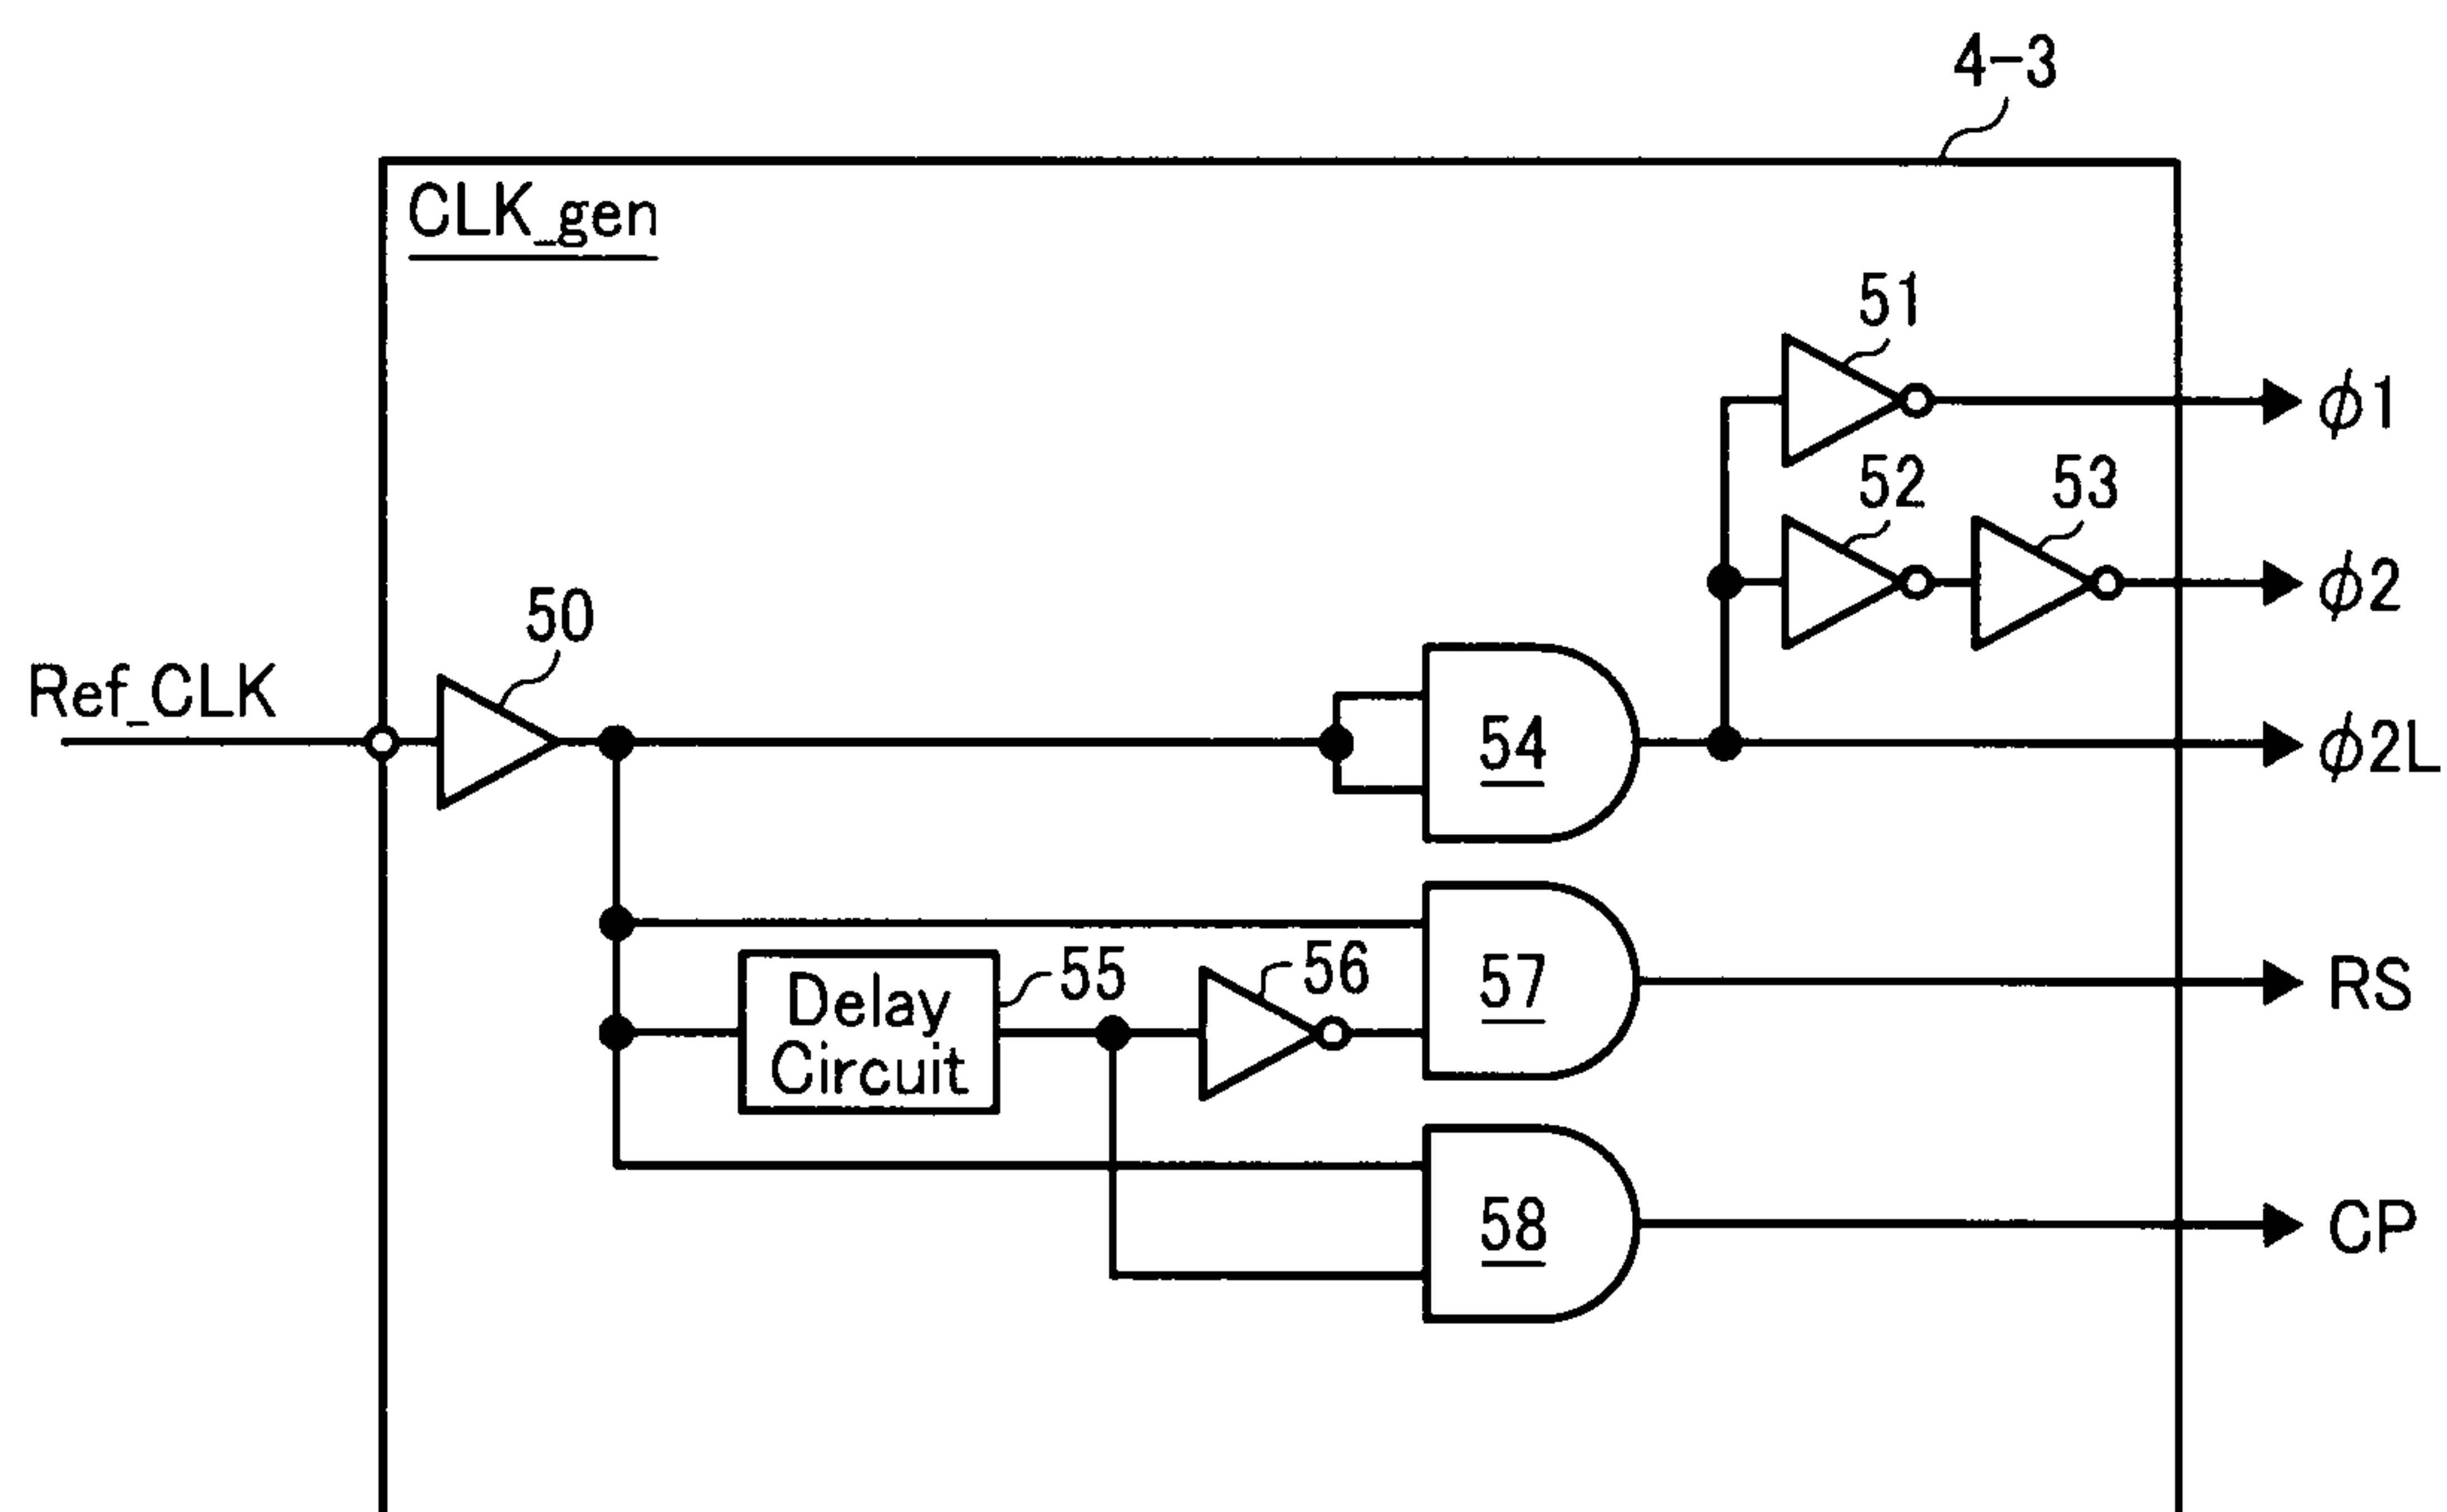 4-3
CLK_gen
51
ϕ1
52
53
ϕ2
50
Ref_CLK
54
ϕ2L
55
56
57
Delay
Circuit
RS
58
CP